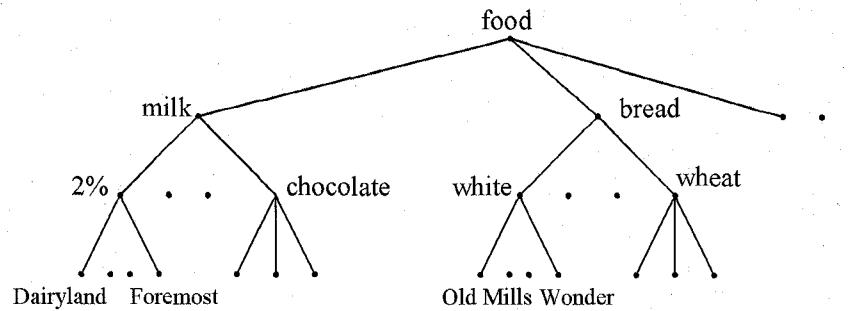 food
milk bread
2% chocolate white wheat
Dairyland Foremost Old Mills Wonder